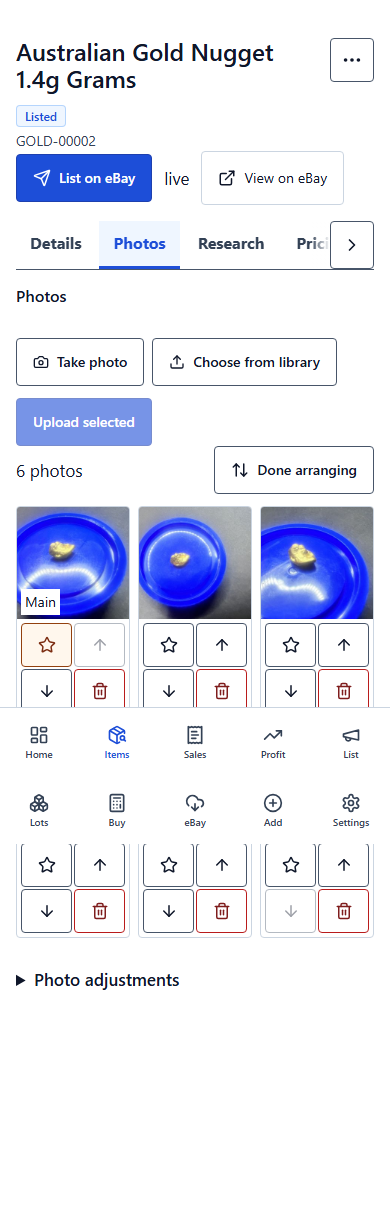 Australian Gold Nugget
1.4g Grams
Listed
GOLD-00002
List on eBay
live
View on eBay
Details
Photos
Research
Photos
Take photo
Choose from library
Upload selected
6 photos
Done arranging
Main
Home
Items
Sales
Profit
List
Lots
Buy
eBay
Add
Settings
Photo adjustments